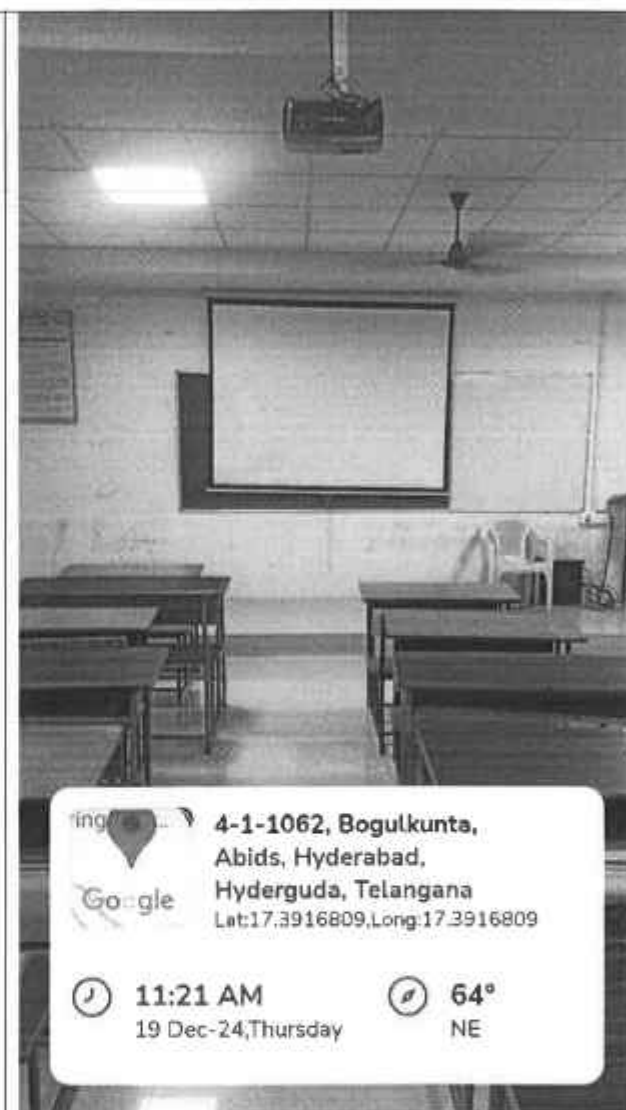 4-1-1062, Bogulkunta,
Abids, Hyderabad,
Hyderguda, Telangana
Lat:17.3916809,Long:17.3916809
Google
11:21 AM
19 Dec-24,Thursday
64°
NE